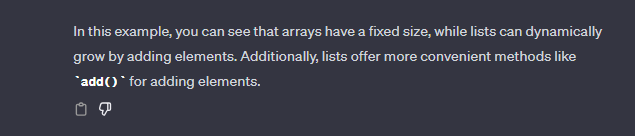 In this example, you can see that arrays have a fixed size, while lists can dynamically
grow by adding elements. Additionally, lists offer more convenient methods like
`add()` for adding elements.